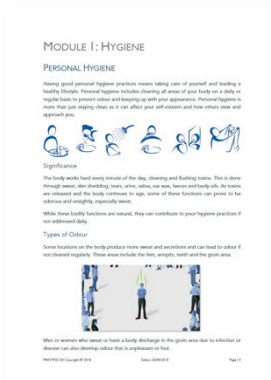 MODULE 1: HYGIENE
PERSONAL HYGIENE
Having good personal hygiene practices means taking care of yourself and leading a
healthy lifestyle. Personal hygiene includes cleaning all areas of your body on a daily or
regular basis to prevent odour and keeping up with your appearance. Personal hygiene is
more than just staying clean as it can affect your self-esteem and how others view and
approach you.
Significance
The body works hard every minute of the day, cleaning and flushing toxins. This is done
through sweat, skin shedding, tears, urine, saliva, ear wax, faeces and body oils. As toxins
are released and the body continues to age, some of these functions can prove to be
odorous and unsightly, especially sweat.
While these bodily functions are natural, they can contribute to poor hygiene practices if
not addressed daily.
Types of Odour
Some locations on the body produce more sweat and secretions and can lead to odour if
not cleaned regularly. These areas include the feet, armpits, teeth and the groin area.
Men or women who sweat or have a body discharge in the groin area due to infection or
disease can also develop odour that is unpleasant or foul.
Copyright © 2019
Page | 5